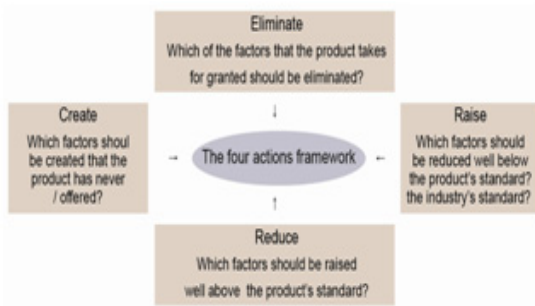 Eliminate
Which of the factors that the product takes
for granted should be eliminated?
Create
Which factors shoul
be created that the
product has never
/ offered?
The four actions framework
Raise
Which factors should
be reduced well below
the product's standard?
the industry's standard?
Reduce
Which factors should be raised
well above the product's standard?